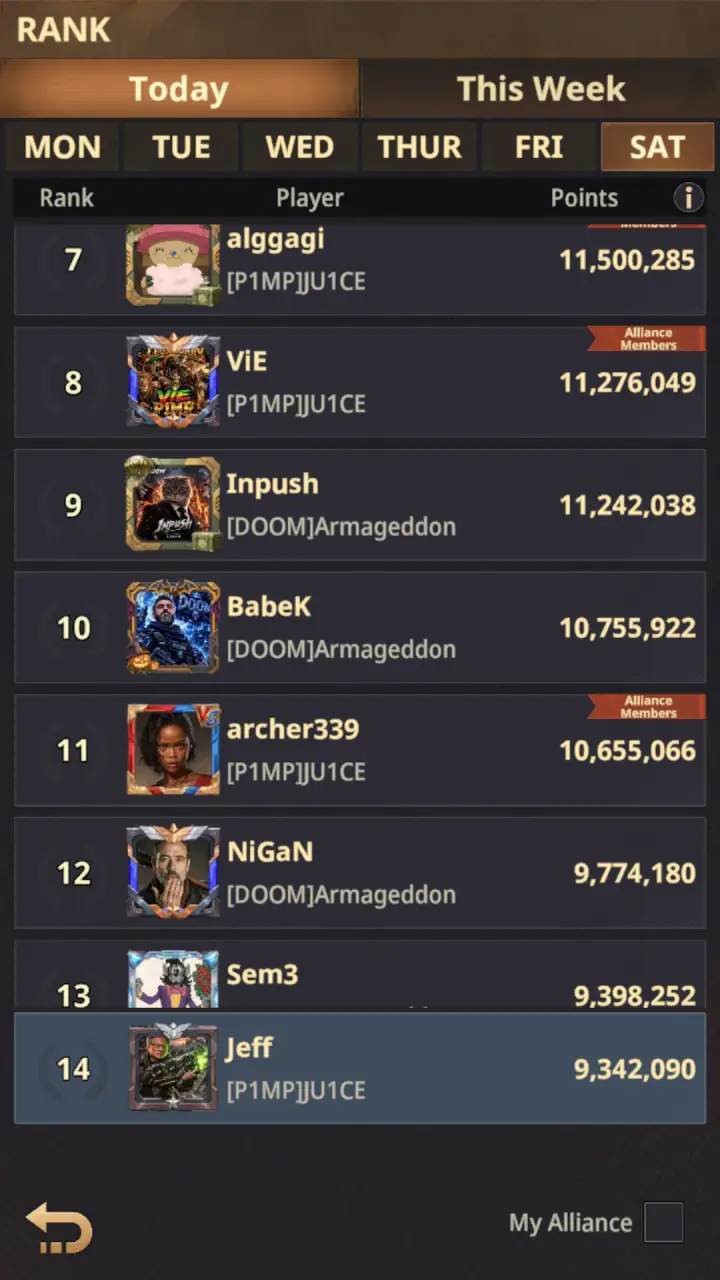 RANK
Today This Week
MON TUE WED THUR FRI SAT
Rank Player Points
Members
7 alggagi 11,500,285
[P1MP]JU1CE
Alliance
Members
8 ViE 11,276,049
[P1MP]JU1CE
9 Inpush 11,242,038
[DOOM]Armageddon
10 BabeK 10,755,922
[DOOM]Armageddon
Alliance
Members
11 archer339 10,655,066
[P1MP]JU1CE
12 NiGaN 9,774,180
[DOOM]Armageddon
13 Sem3 9,398,252
14 Jeff 9,342,090
[P1MP]JU1CE
My Alliance